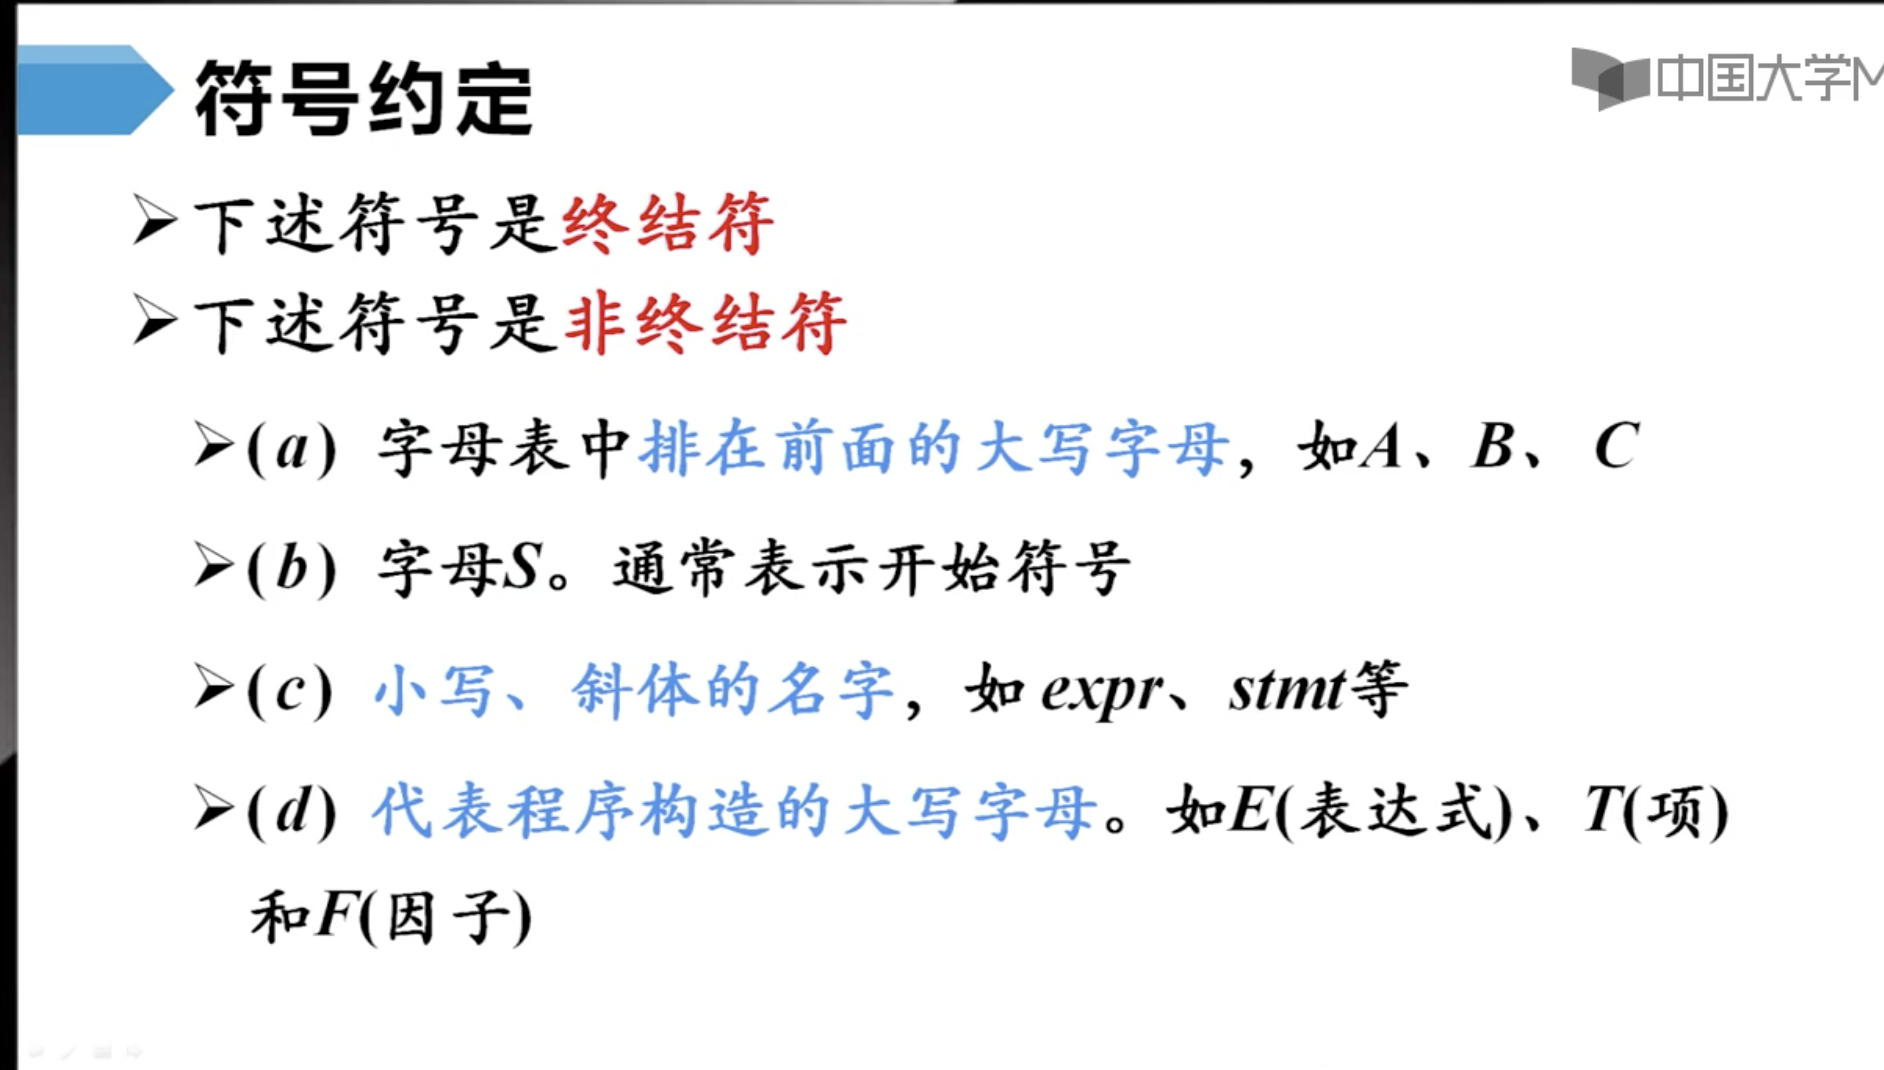 符号约定
中国大学M
下述符号是终结符
下述符号是非终结符
(a) 字母表中排在前面的大写字母，如A、B、C
(b) 字母S。通常表示开始符号
(c) 小写、斜体的名字，如 expr、stmt等
(d) 代表程序构造的大写字母。如E(表达式)、T(项)
和F(因子)